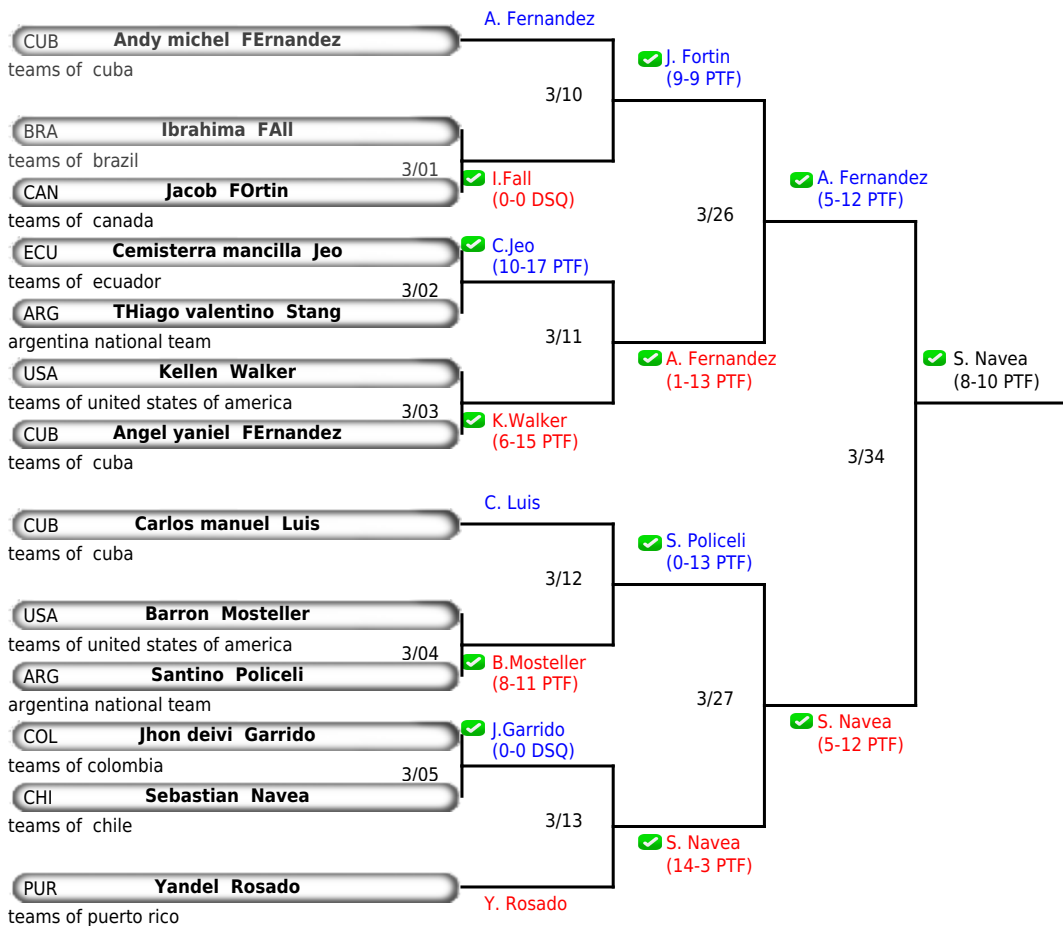 A. Fernandez
CUB Andy michel FErnandez
teams of cuba
J. Fortin
(9-9 PTF)
3/10
BRA Ibrahima FAll
teams of brazil
3/01
I.Fall
(0-0 DSQ)
CAN Jacob FOrtin
teams of canada
A. Fernandez
(5-12 PTF)
3/26
ECU Cemisterra mancilla Jeo
C.Jeo
(10-17 PTF)
teams of ecuador
3/02
ARG THiago valentino Stang
argentina national team
3/11
A. Fernandez
(1-13 PTF)
S. Navea
(8-10 PTF)
USA Kellen Walker
teams of united states of america
3/03
K.Walker
(6-15 PTF)
CUB Angel yaniel FErnandez
teams of cuba
3/34
C. Luis
CUB Carlos manuel Luis
teams of cuba
S. Policeli
(0-13 PTF)
3/12
USA Barron Mosteller
teams of united states of america
3/04
B.Mosteller
(8-11 PTF)
ARG Santino Policeli
argentina national team
3/27
S. Navea
(5-12 PTF)
COL Jhon deivi Garrido
J.Garrido
(0-0 DSQ)
teams of colombia
3/05
CHI Sebastian Navea
teams of chile
3/13
S. Navea
(14-3 PTF)
PUR Yandel Rosado
Y. Rosado
teams of puerto rico